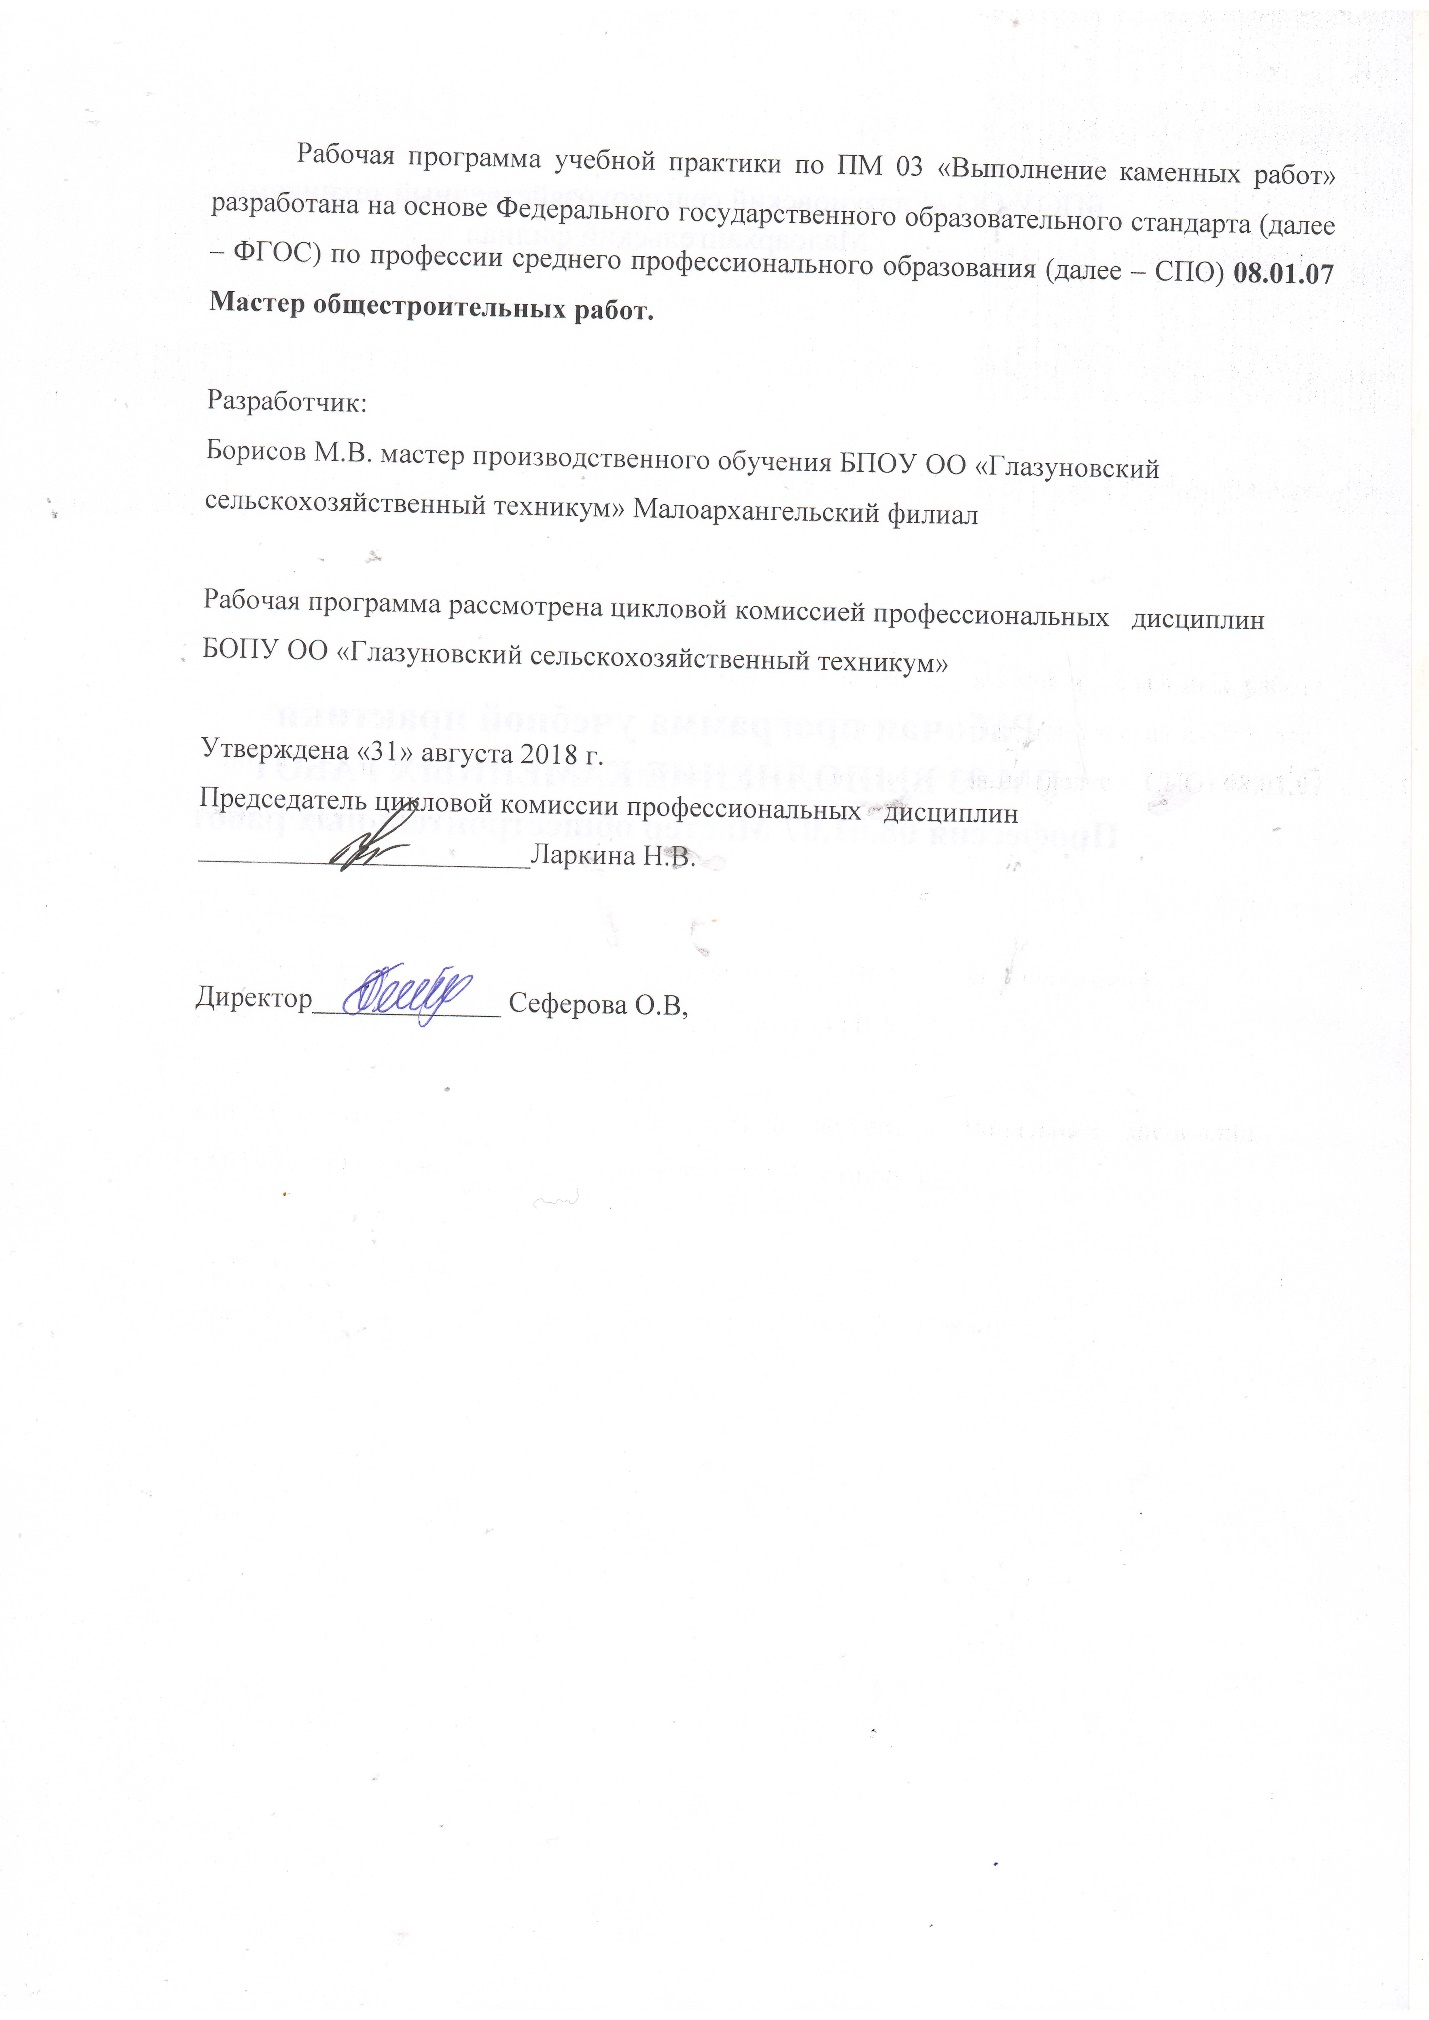 Рабочая программа учебной практики по ПМ 03 «Выполнение каменных работ»
разработана на основе Федерального государственного образовательного стандарта (далее
– ФГОС) по профессии среднего профессионального образования (далее – СПО) 08.01.07
Мастер общестроительных работ.
Разработчик:
Борисов М.В. мастер производственного обучения БПОУ ОО «Глазуновский
сельскохозяйственный техникум» Малоархангельский филиал
Рабочая программа рассмотрена цикловой комиссией профессиональных дисциплин
БОПУ ОО «Глазуновский сельскохозяйственный техникум»
Утверждена «31» августа 2018 г.
Председатель цикловой комиссии профессиональных дисциплин
________________________Ларкина Н.В.
Директор_____________ Сеферова О.В,